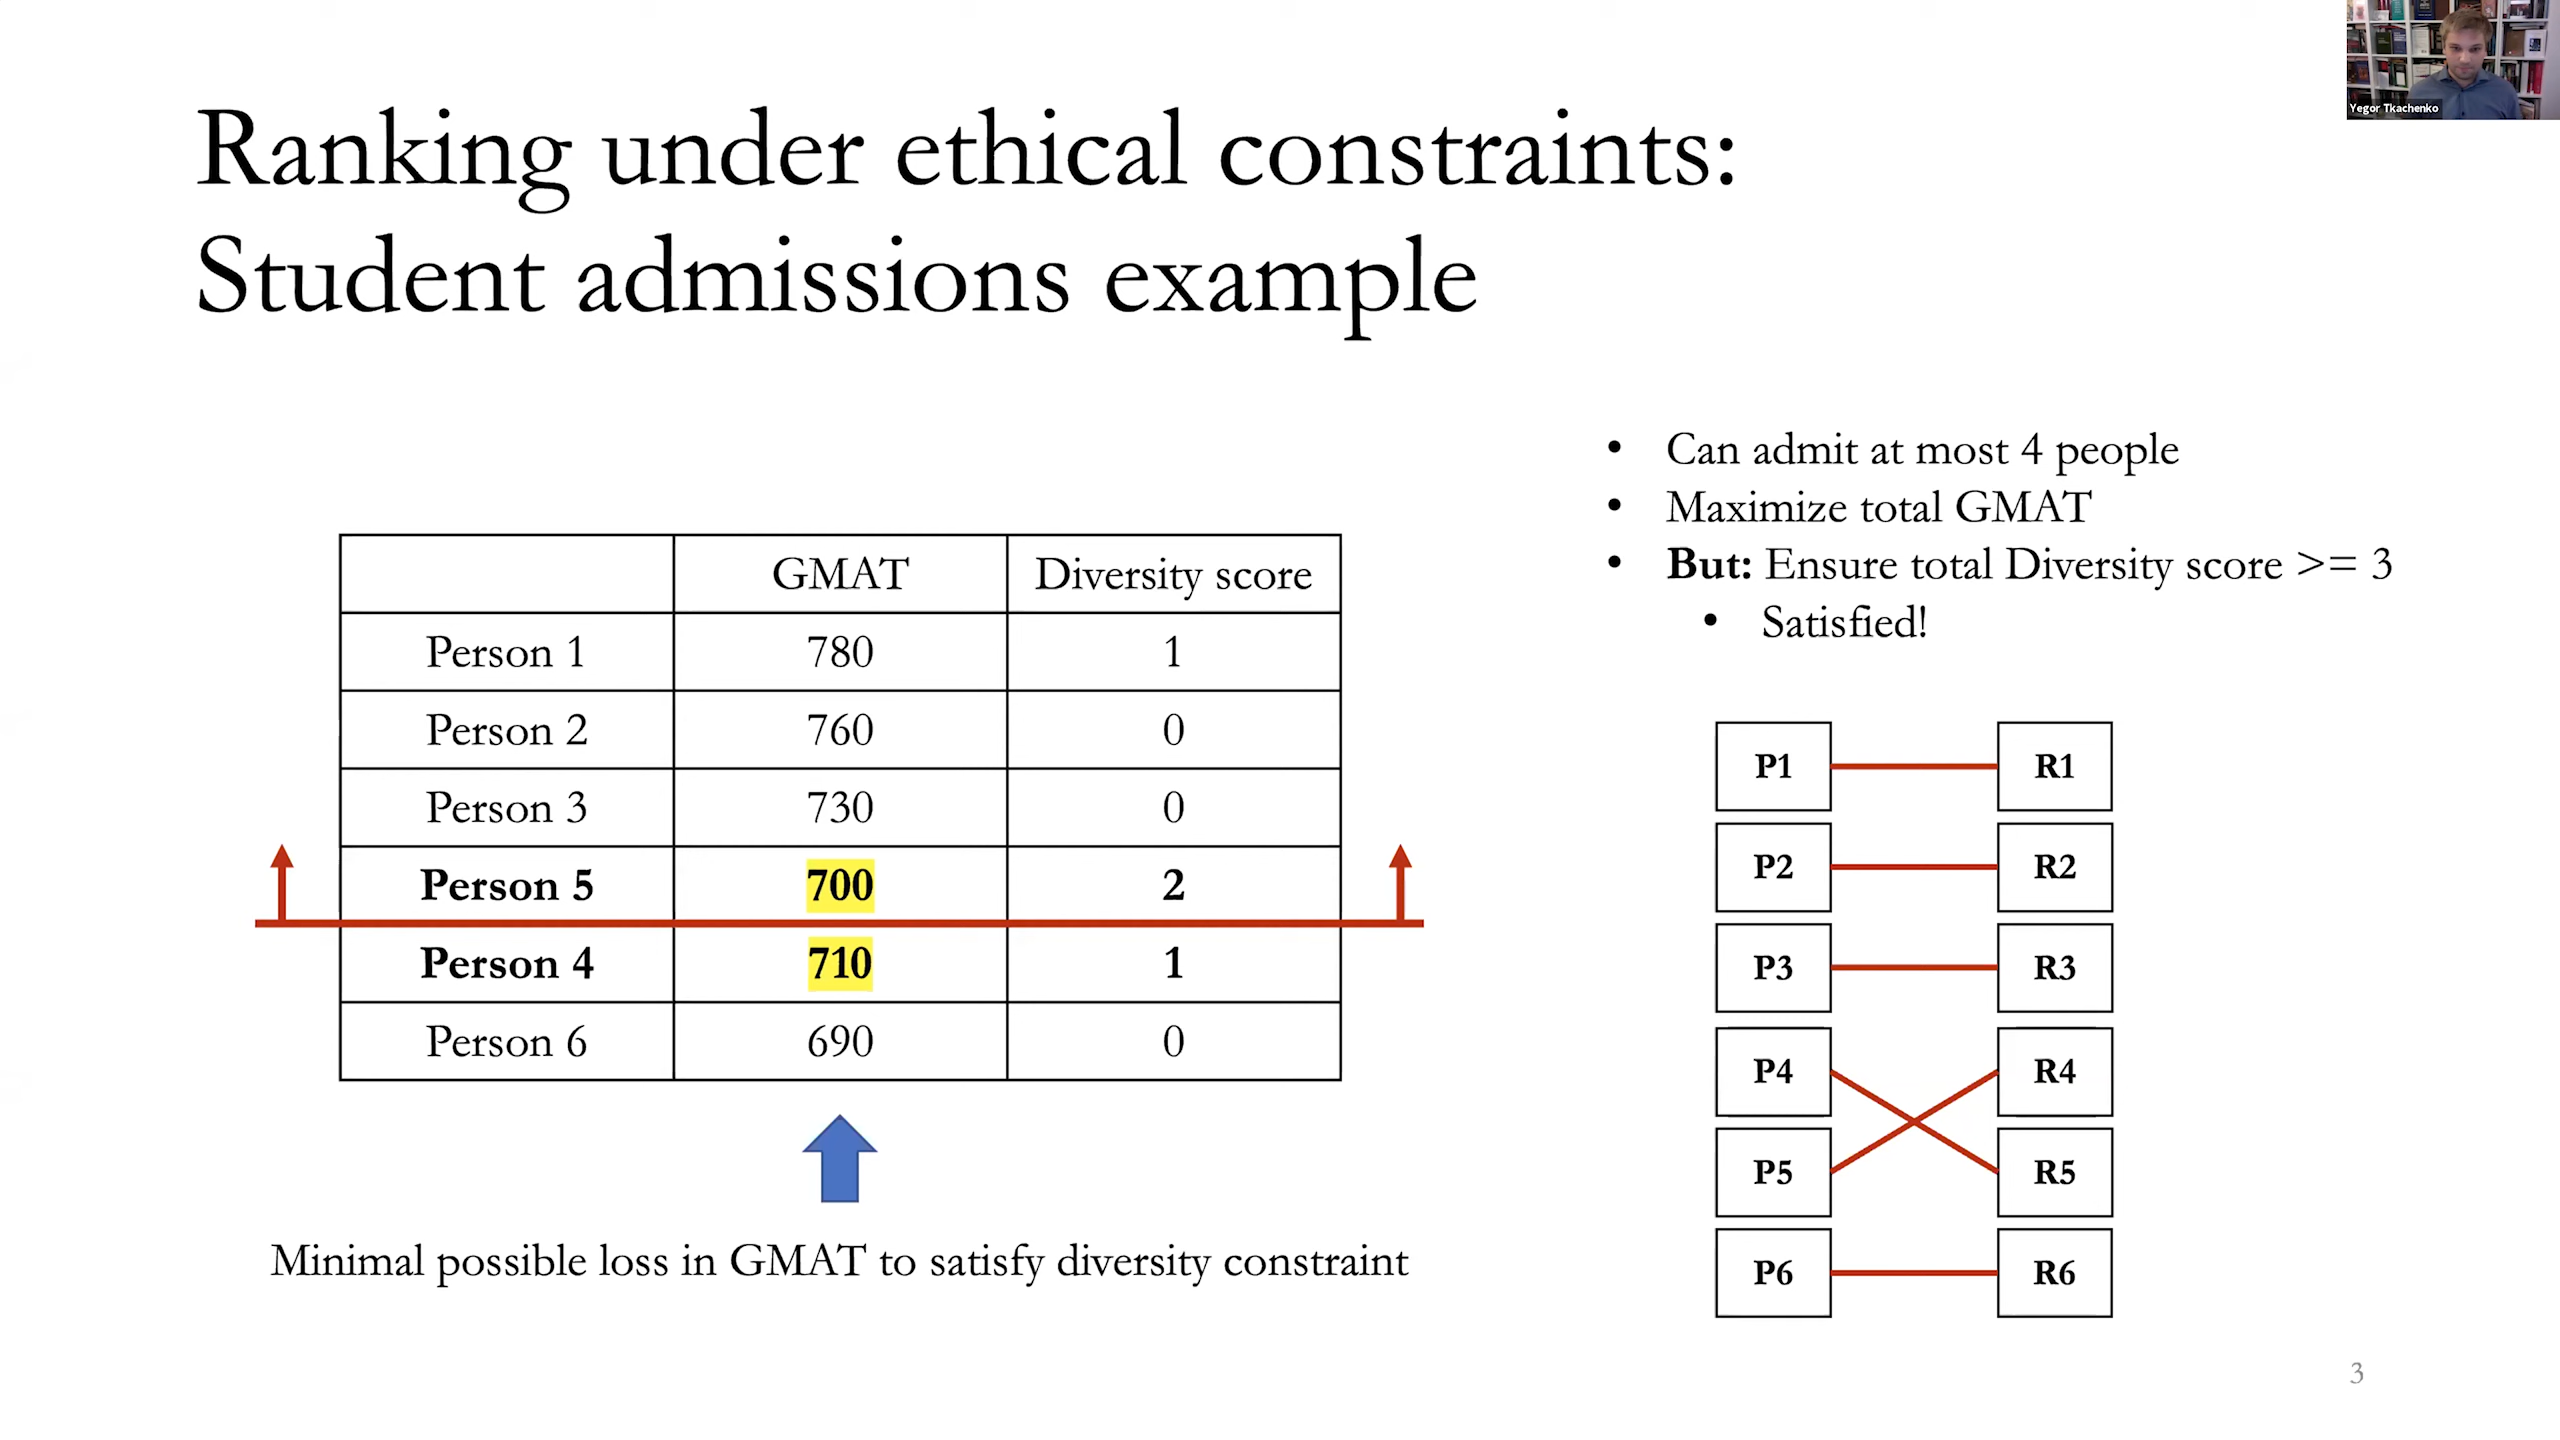 Yegor Tkachenko
Ranking under ethical constraints:
Student admissions example
• Can admit at most 4 people
• Maximize total GMAT
• But: Ensure total Diversity score >= 3
• Satisfied!
GMAT Diversity score
Person 1 780 1
Person 2 760 0
Person 3 730 0
Person 5 700 2
Person 4 710 1
Person 6 690 0
Minimal possible loss in GMAT to satisfy diversity constraint
P1 R1
P2 R2
P3 R3
P4 R4
P5 R5
P6 R6
3